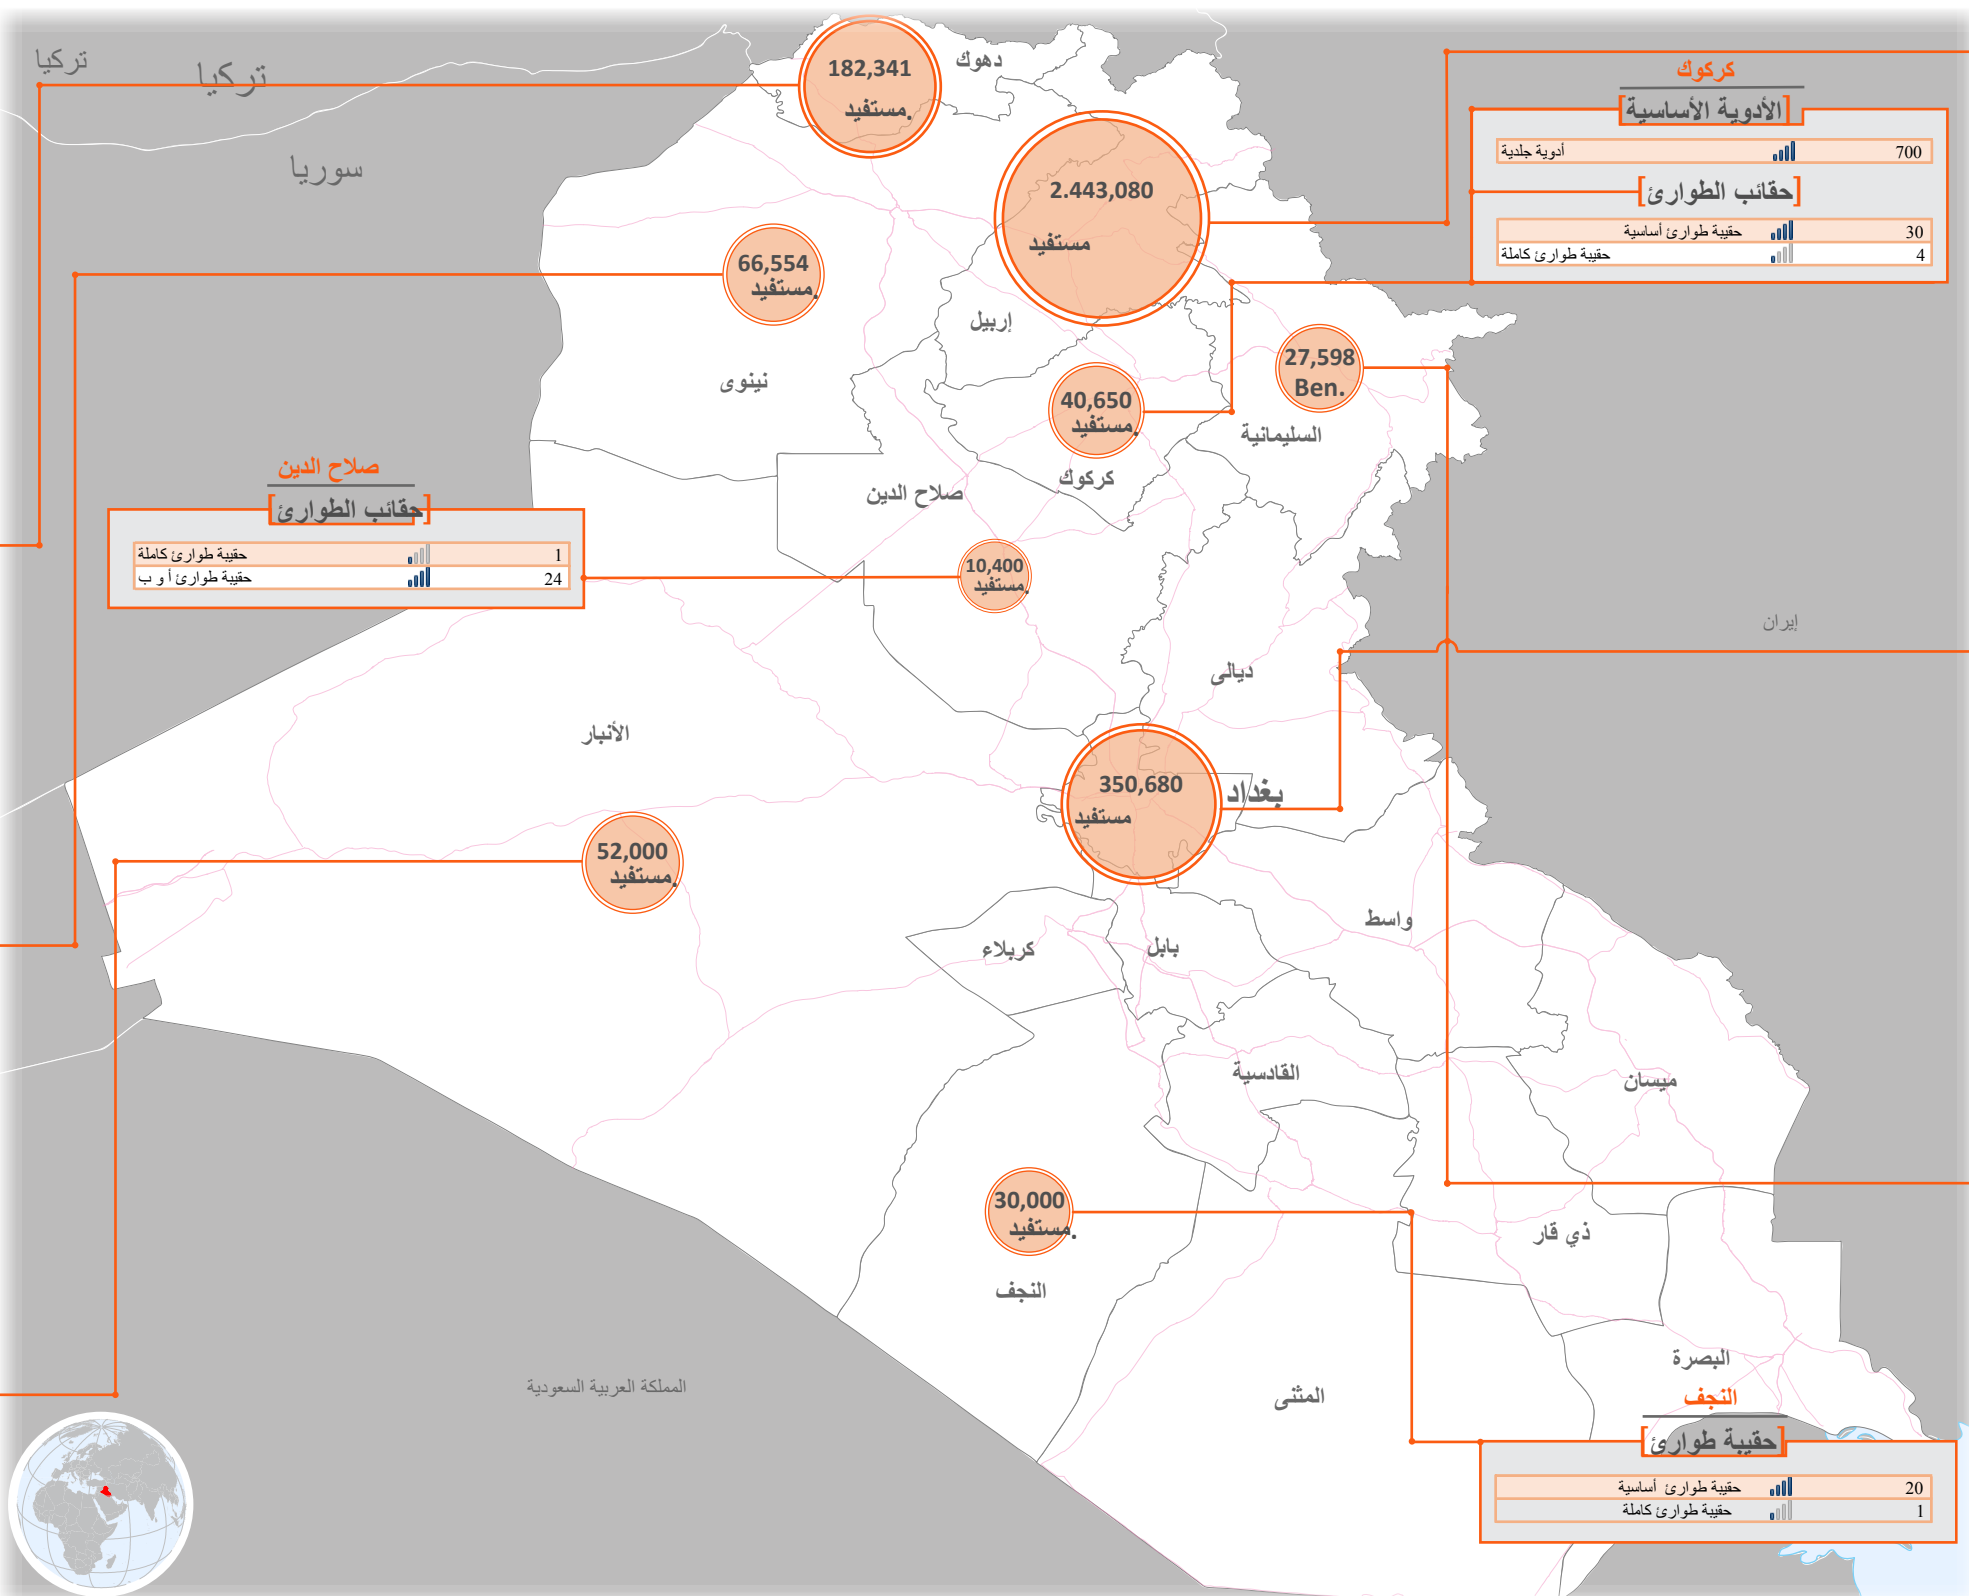 تركيا
تركيا
سوريا
182,341
مستفيد.
دهوك
2.443,080
مستفيد
66,554
مستفيد.
إربيل
نينوى
27,598
Ben.
40,650
مستفيد.
السليمانية
كركوك
صلاح الدين
كركوك
[الأدوية الأساسية]
أدوية جلدية 700
[حقائب الطوارئ]
حقيبة طوارئ أساسية 30
حقيبة طوارئ كاملة 4
صلاح الدين
[حقائب الطوارئ]
حقيبة طوارئ كاملة 1
حقيبة طوارئ أ و ب 24
10,400
مستفيد.
إيران
ديالى
الأنبار
350,680
مستفيد
بغداد
52,000
مستفيد.
واسط
كربلاء
بابل
القادسية
ميسان
30,000
مستفيد.
ذي قار
النجف
المملكة العربية السعودية
المثنى
البصرة
النجف
[حقيبة طوارئ]
حقيبة طوارئ أساسية 20
حقيبة طوارئ كاملة 1